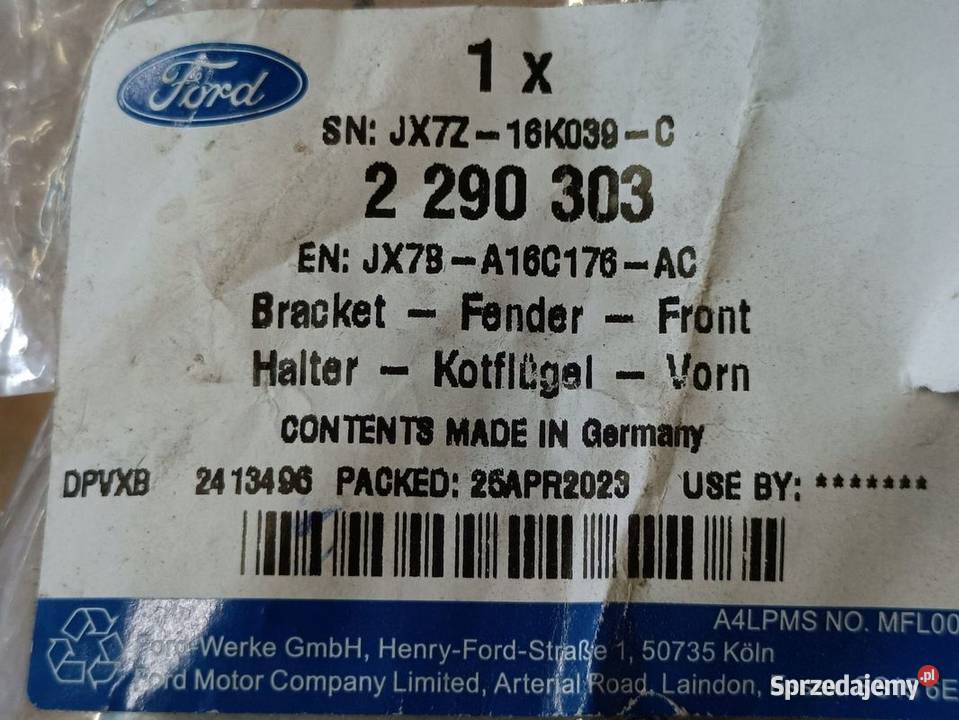 Ford
1 x
SN: JX7Z-16K039-C
2 290 303
EN: JX7B-A16C176-AC
Bracket - Fender - Front
Halter - Kotflügel - Vorn
CONTENTS MADE IN Germany
DPVXB 2413496 PACKED: 25APR2023 USE BY: *******
A4LPMS NO. MFL00
Ford-Werke GmbH, Henry-Ford-Straße 1, 50735 Köln
Ford Motor Company Limited, Arterial Road, Laindon,
Sprzedajemy.pl